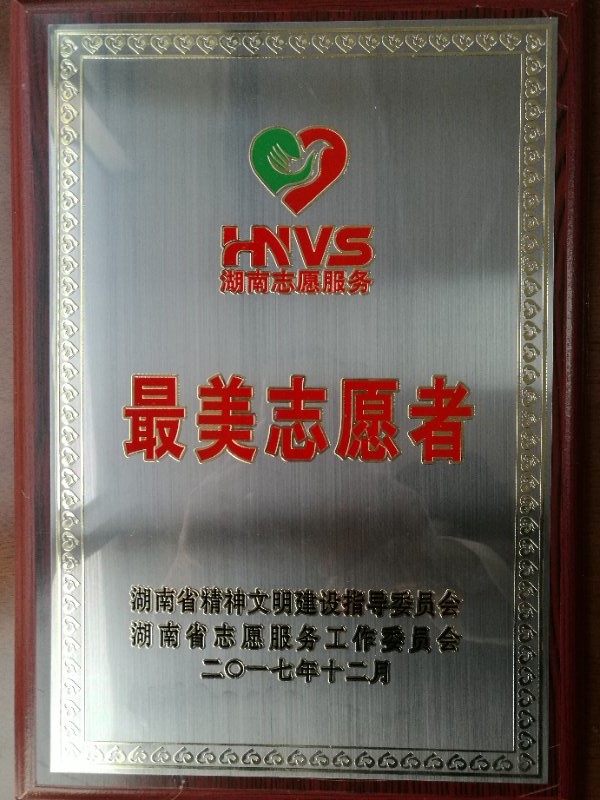 HNVS
湖南志愿服务
最美志愿者
湖南省精神文明建设指导委员会
湖南省志愿服务工作委员会
二〇一七年十二月